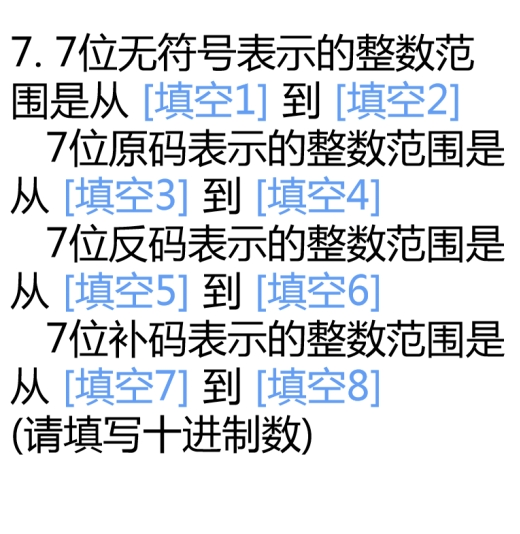 7. 7位无符号表示的整数范
围是从 [填空1] 到 [填空2]
7位原码表示的整数范围是
从 [填空3] 到 [填空4]
7位反码表示的整数范围是
从 [填空5] 到 [填空6]
7位补码表示的整数范围是
从 [填空7] 到 [填空8]
(请填写十进制数)